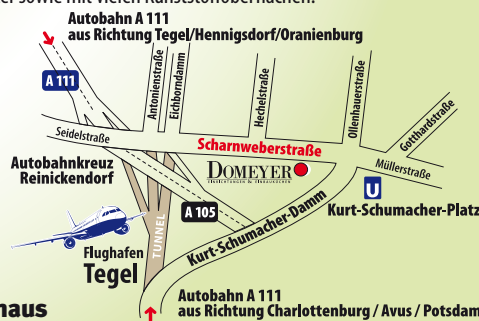 Autobahn A 111
aus Richtung Tegel/Hennigsdorf/Oranienburg
A 111
Antonienstraße
Eichborndamm
Hechelstraße
Ollenhauerstraße
Gotthardstraße
Seidelstraße
Scharnweberstraße
Müllerstraße
Autobahnkreuz
Reinickendorf
DOMEYER
U
A 105
Kurt-Schumacher-Platz
Kurt-Schumacher-Damm
TUNNEL
Flughafen
Tegel
Autobahn A 111
aus Richtung Charlottenburg / Avus / Potsdam
haus